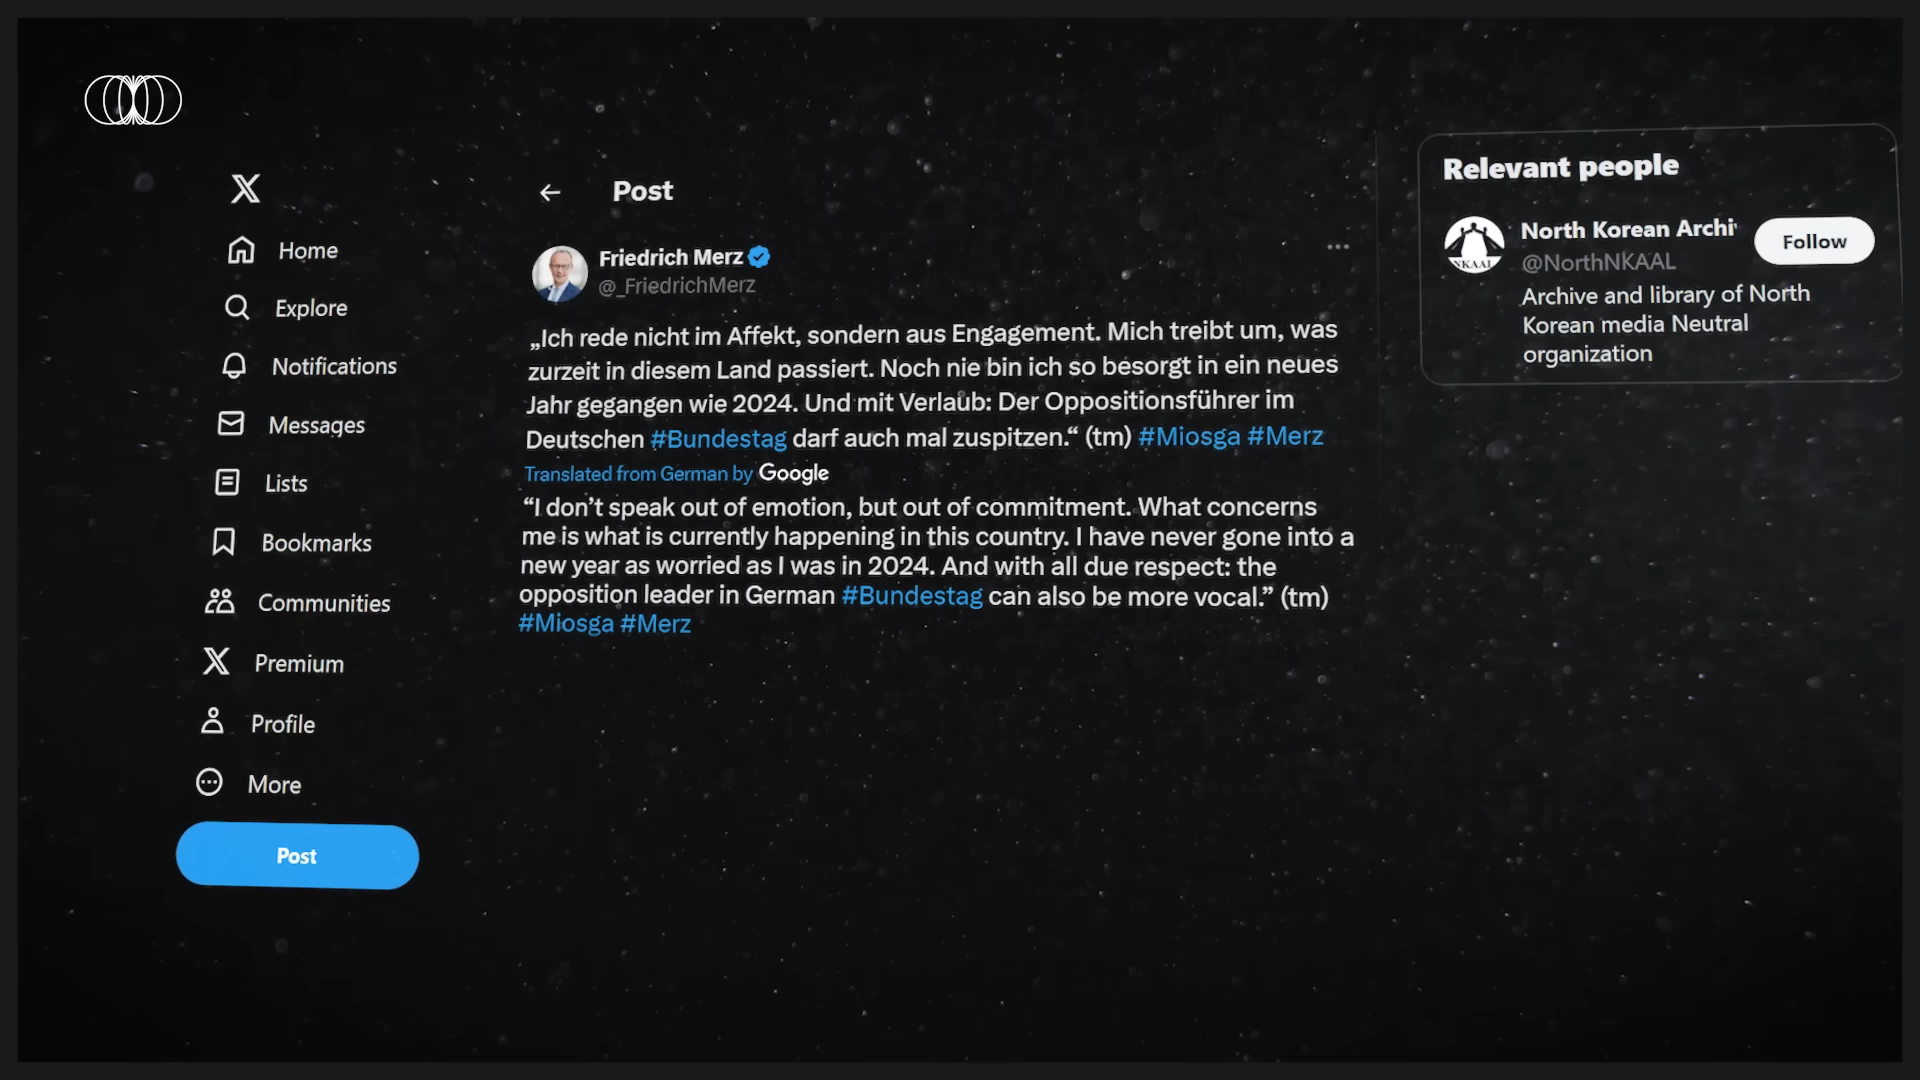 Home
Explore
Notifications
Messages
Lists
Bookmarks
Communities
Premium
Profile
More
Post
Post
Friedrich Merz
@_FriedrichMerz
„Ich rede nicht im Affekt, sondern aus Engagement. Mich treibt um, was
zurzeit in diesem Land passiert. Noch nie bin ich so besorgt in ein neues
Jahr gegangen wie 2024. Und mit Verlaub: Der Oppositionsführer im
Deutschen #Bundestag darf auch mal zuspitzen.“ (tm) #Miosga #Merz
Translated from German by Google
“I don’t speak out of emotion, but out of commitment. What concerns
me is what is currently happening in this country. I have never gone into a
new year as worried as I was in 2024. And with all due respect: the
opposition leader in German #Bundestag can also be more vocal.” (tm)
#Miosga #Merz
Relevant people
North Korean Archi
Follow
@NorthNKAAL
NKAAL
Archive and library of North
Korean media Neutral
organization